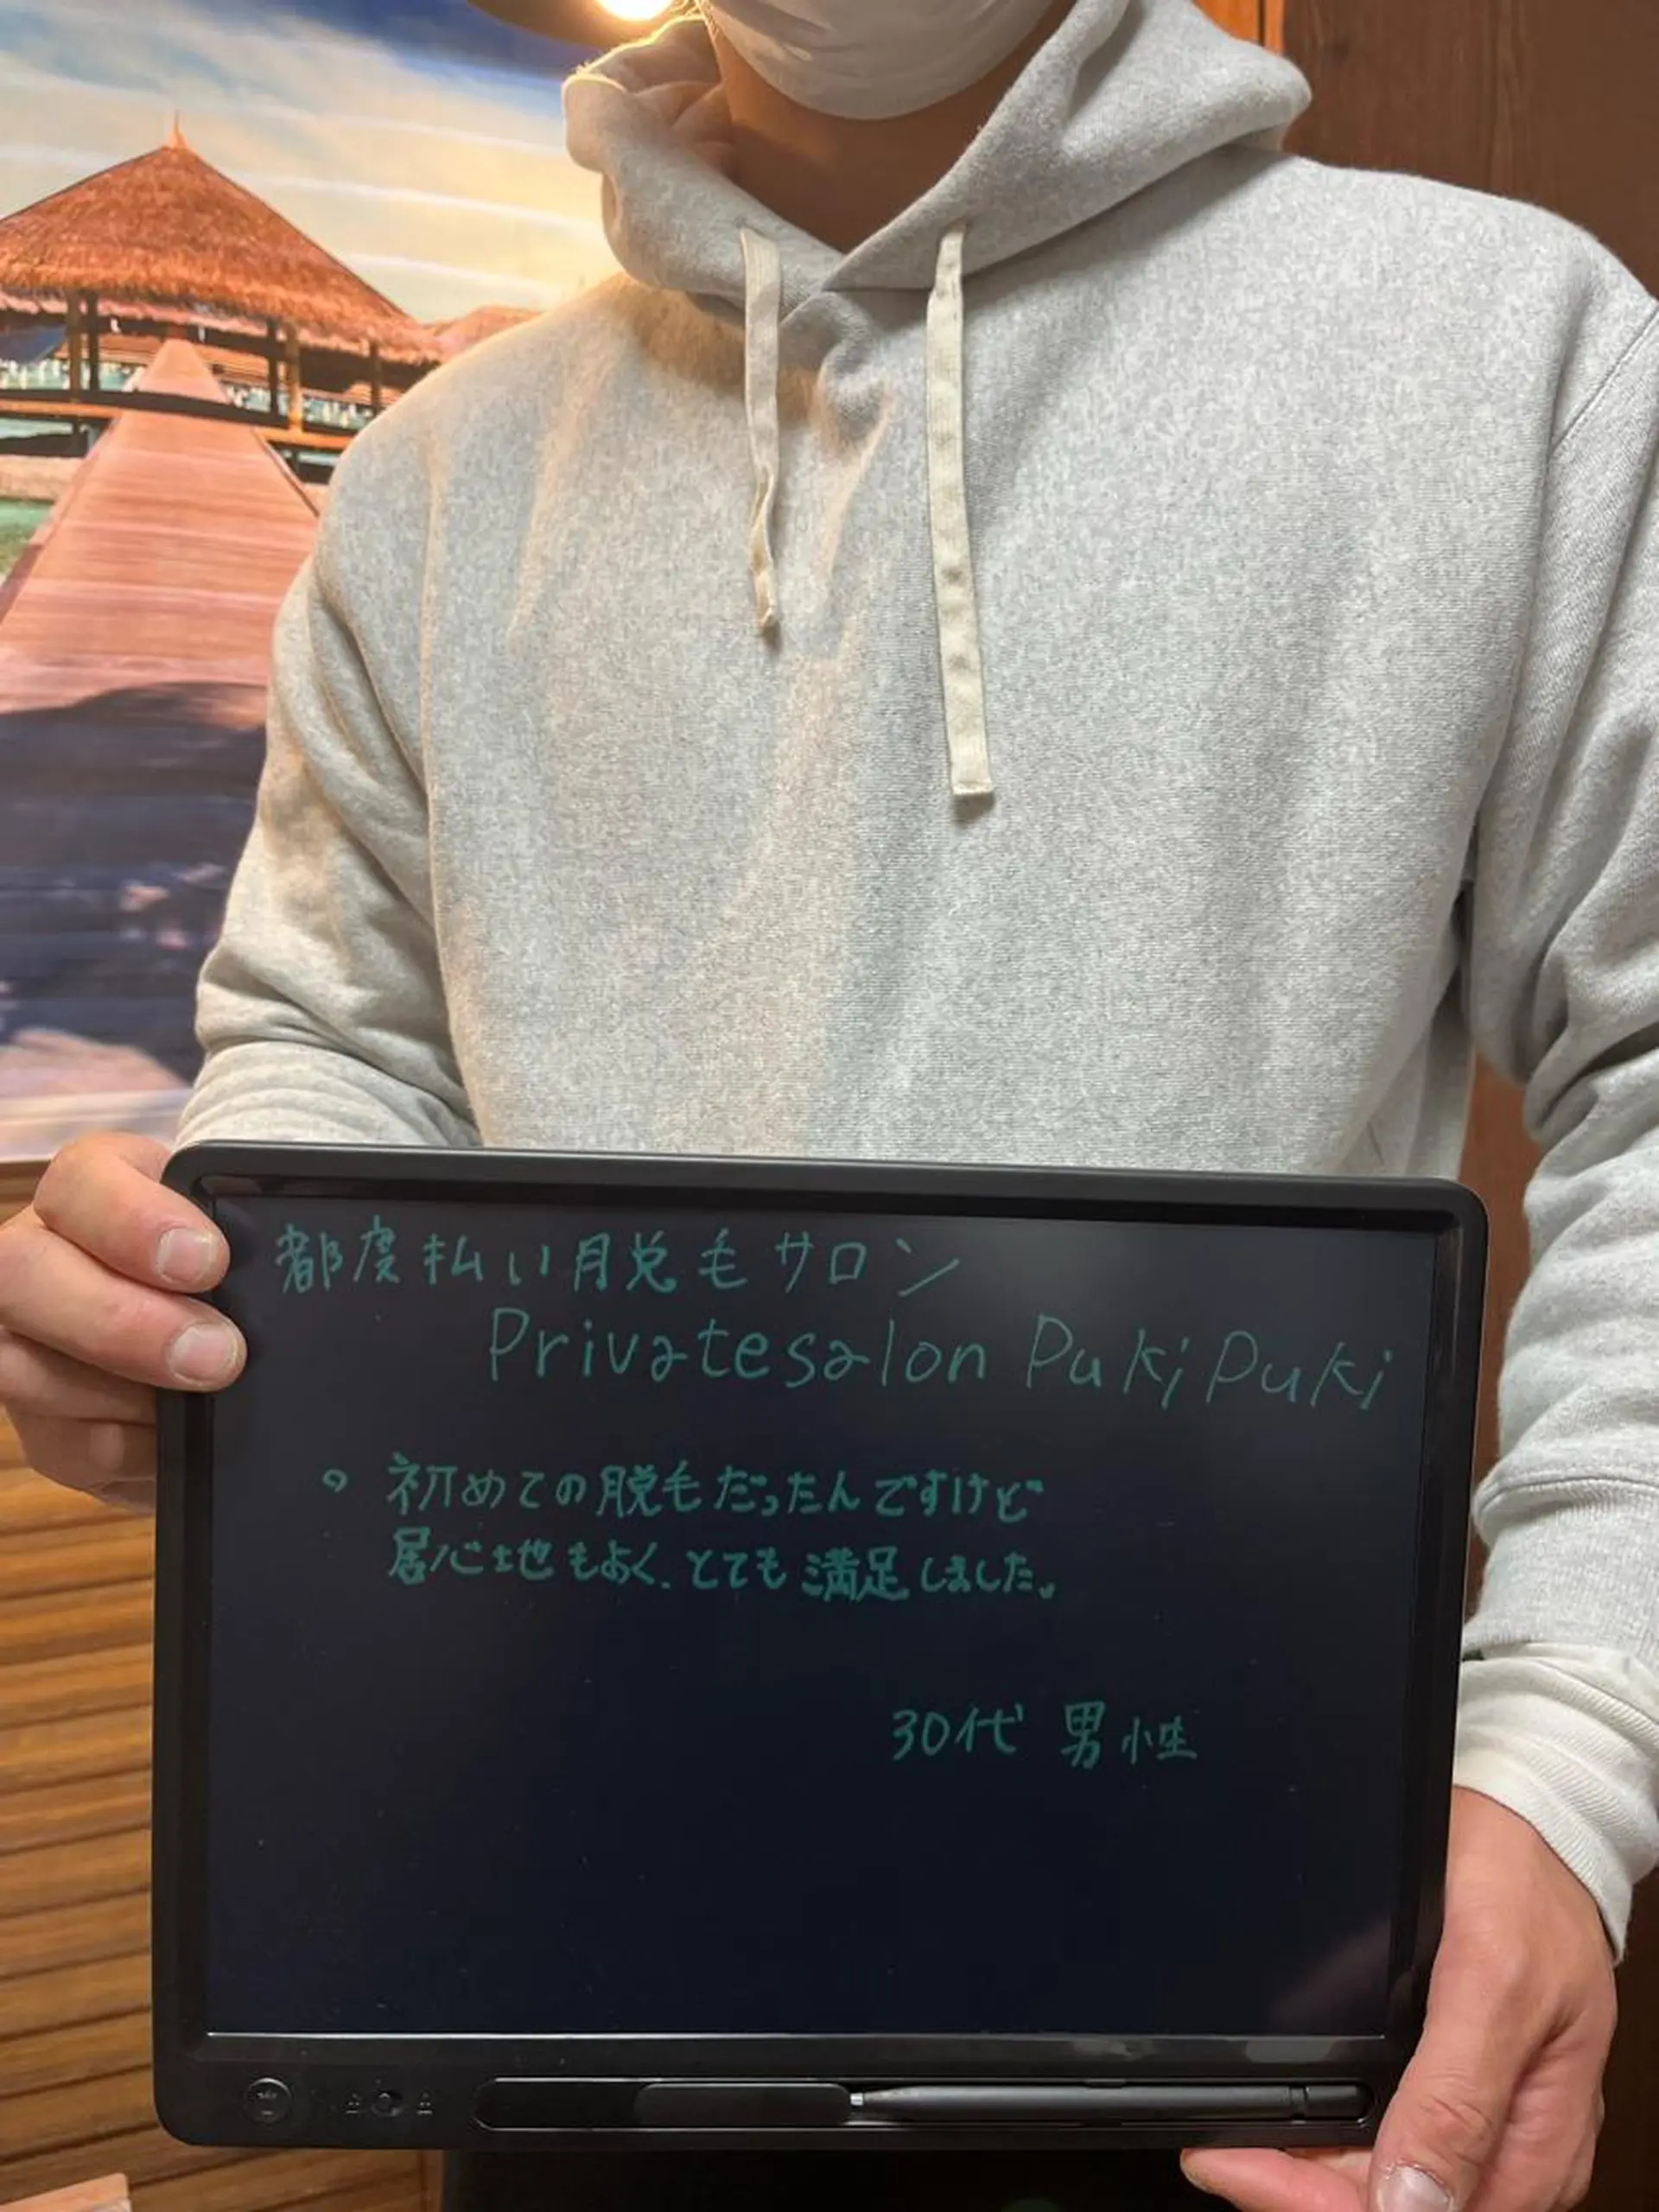 都度払い脱毛サロン
Privatesalon PukiPuki
。初めての脱毛だったんですけど
居心地もよく、とても満足しました。
30代 男性